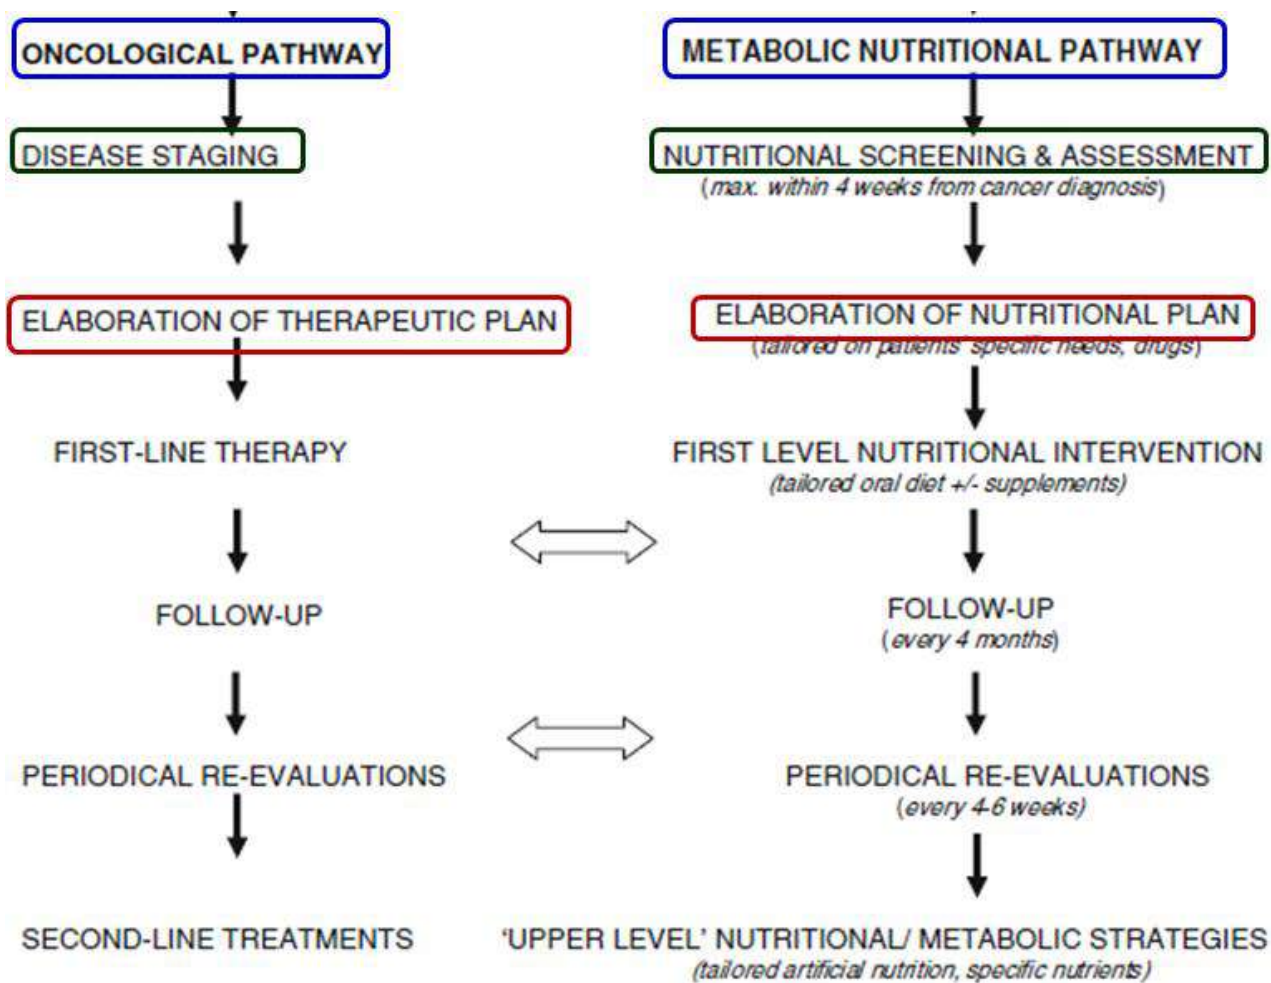 ONCOLOGICAL PATHWAY
METABOLIC NUTRITIONAL PATHWAY
DISEASE STAGING
NUTRITIONAL SCREENING & ASSESSMENT
(max. within 4 weeks from cancer diagnosis)
ELABORATION OF THERAPEUTIC PLAN
ELABORATION OF NUTRITIONAL PLAN
(tailored on patients' specific needs, drugs)
FIRST-LINE THERAPY
FIRST LEVEL NUTRITIONAL INTERVENTION
(tailored oral diet +/- supplements)
FOLLOW-UP
FOLLOW-UP
(every 4 months)
PERIODICAL RE-EVALUATIONS
PERIODICAL RE-EVALUATIONS
(every 4-6 weeks)
SECOND-LINE TREATMENTS
'UPPER LEVEL' NUTRITIONAL/ METABOLIC STRATEGIES
(tailored artificial nutrition, specific nutrients)